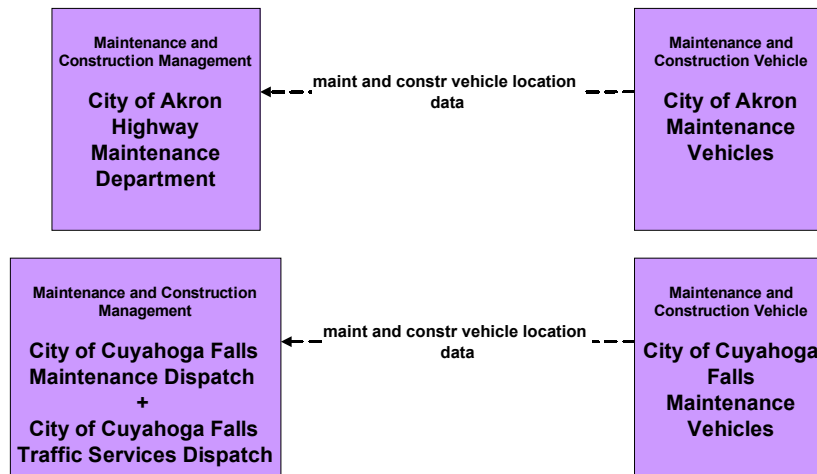 Maintenance and
Construction Management
City of Akron
Highway
Maintenance
Department
maint and constr vehicle location
data
Maintenance and
Construction Vehicle
City of Akron
Maintenance
Vehicles
Maintenance and Construction
Management
City of Cuyahoga Falls
Maintenance Dispatch
+
City of Cuyahoga Falls
Traffic Services Dispatch
maint and constr vehicle location
data
Maintenance and
Construction Vehicle
City of Cuyahoga
Falls
Maintenance
Vehicles